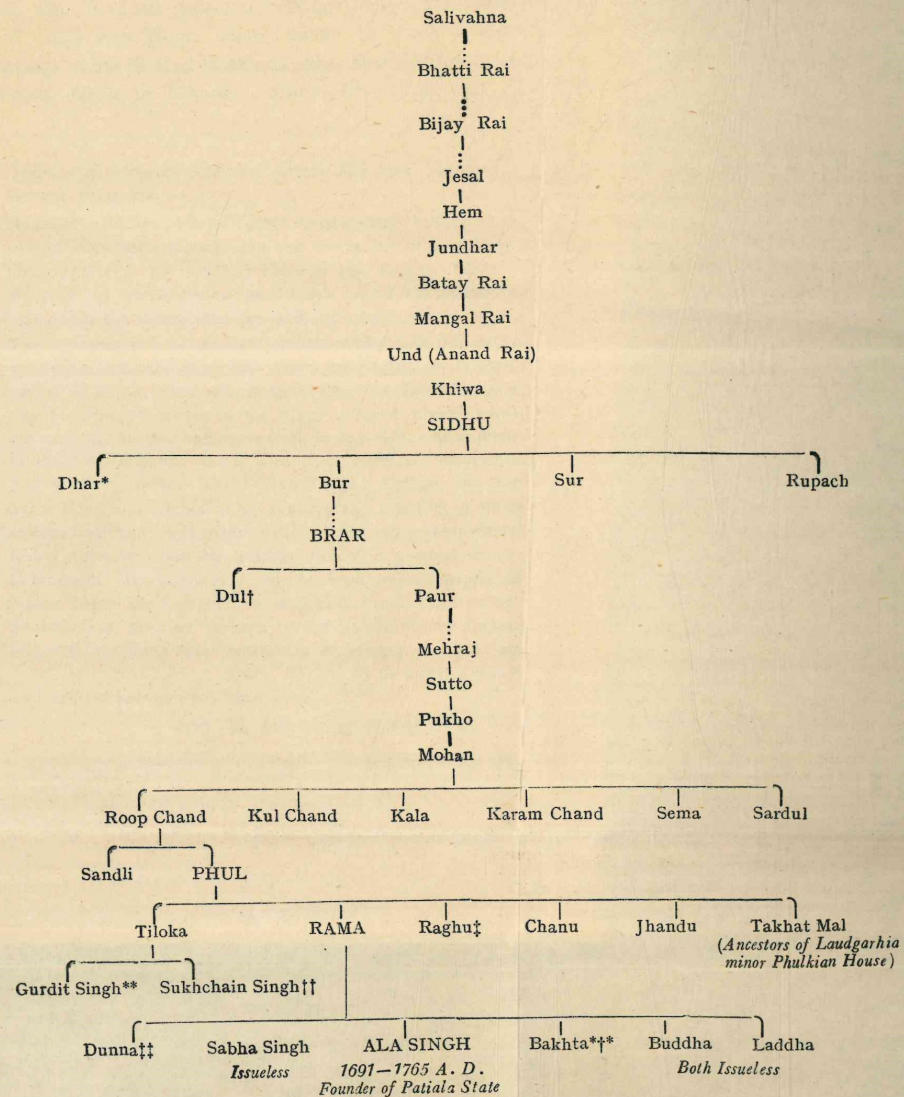 Salivahna
Bhatti Rai
Bijay Rai
Jesal
Hem
Jundhar
Batay Rai
Mangal Rai
Und (Anand Rai)
Khiwa
SIDHU
Dhar* Bur Sur Rupach
BRAR
Dul† Paur
Mehraj
Sutto
Pukho
Mohan
Roop Chand Kul Chand Kala Karam Chand Sema Sardul
Sandli PHUL
Tiloka RAMA Raghu‡ Chanu Jhandu Takhat Mal
(Ancestors of Laudgarhia
minor Phulkian House)
Gurdit Singh** Sukhchain Singh††
Dunna‡‡ Sabha Singh ALA SINGH Bakhta*†* Buddha Laddha
Issueless 1691—1765 A. D. Both Issueless
Founder of Patiala State